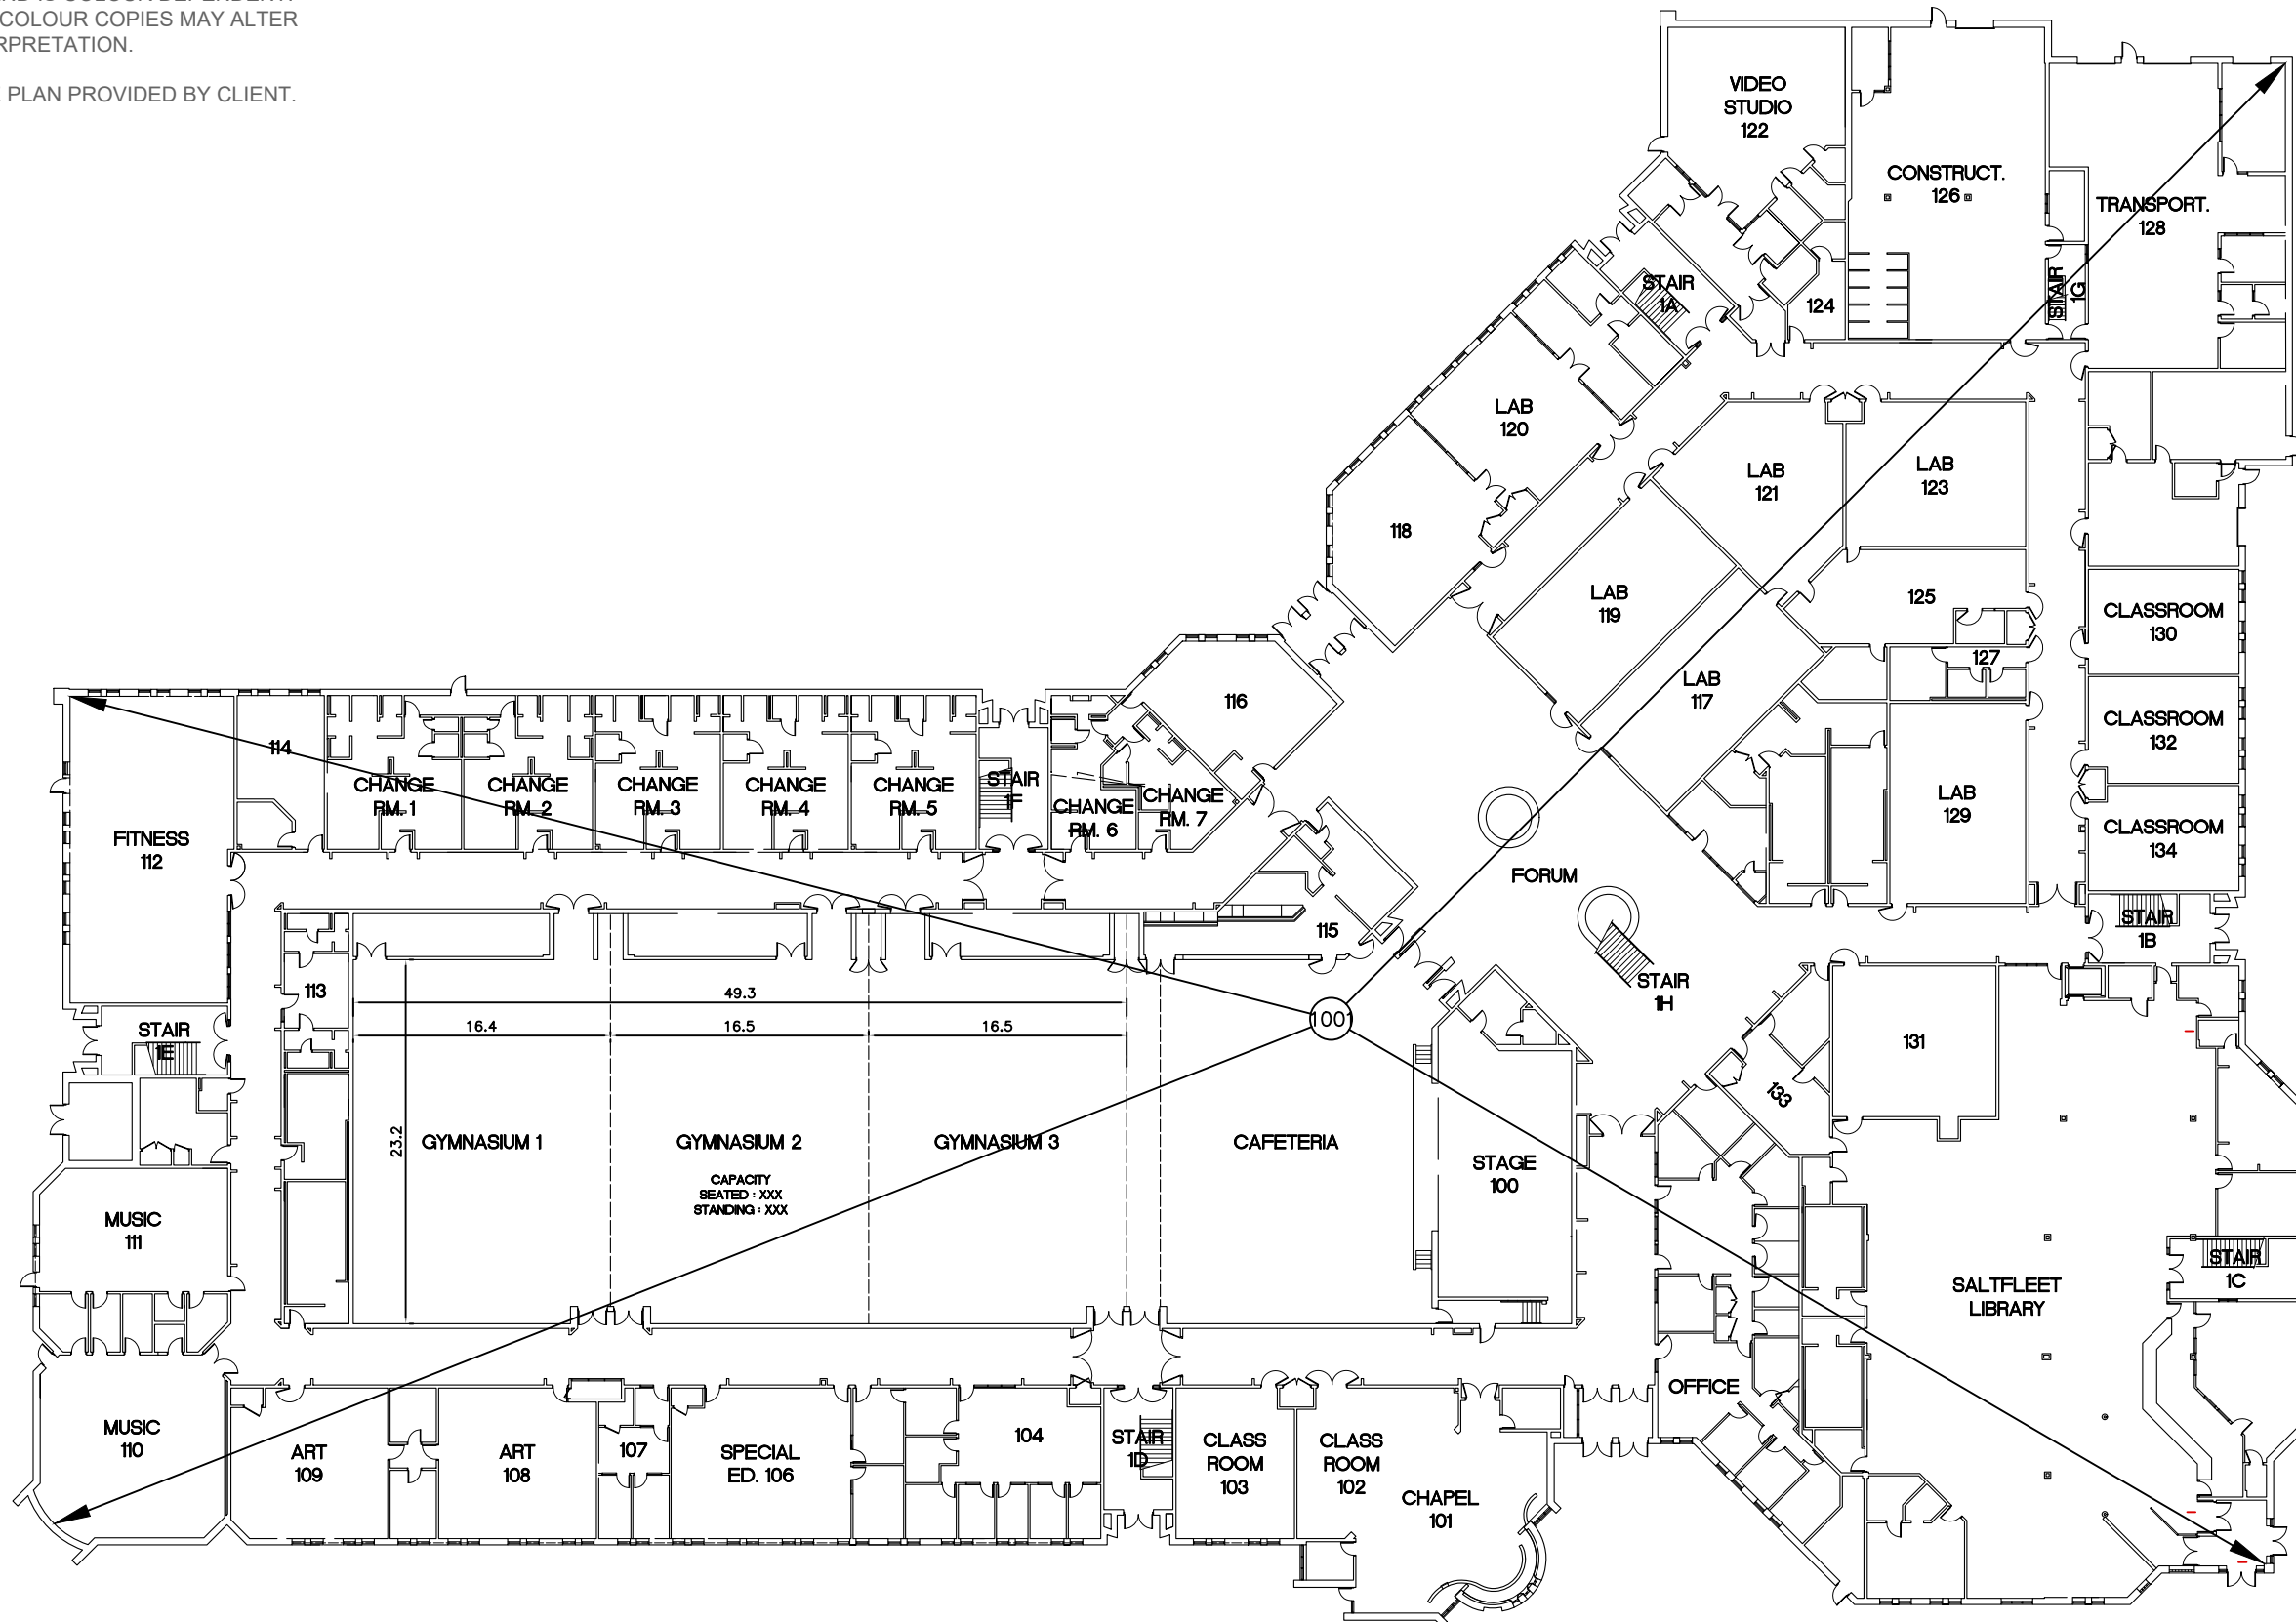 COLOUR COPIES MAY ALTER
RPRETATION.
PLAN PROVIDED BY CLIENT.
VIDEO
STUDIO
122
CONSTRUCT.
126
TRANSPORT.
128
STAIR
1A
124
STAIR
1G
LAB
120
LAB
121
LAB
123
118
LAB
119
125
CLASSROOM
130
127
LAB
117
116
CLASSROOM
132
114
CHANGE
RM. 1
CHANGE
RM. 2
CHANGE
RM. 3
CHANGE
RM. 4
CHANGE
RM. 5
STAIR
1F
CHANGE
RM. 6
CHANGE
RM. 7
LAB
129
CLASSROOM
134
FITNESS
112
FORUM
115
STAIR
1B
113
49.3
16.4
16.5
16.5
23.2
STAIR
1H
1001
STAIR
1E
131
133
GYMNASIUM 1
GYMNASIUM 2
CAPACITY
SEATED : XXX
STANDING : XXX
GYMNASIUM 3
CAFETERIA
STAGE
100
MUSIC
111
STAIR
1C
SALTFLEET
LIBRARY
OFFICE
MUSIC
110
ART
109
ART
108
107
SPECIAL
ED. 106
104
STAIR
1D
CLASS
ROOM
103
CLASS
ROOM
102
CHAPEL
101